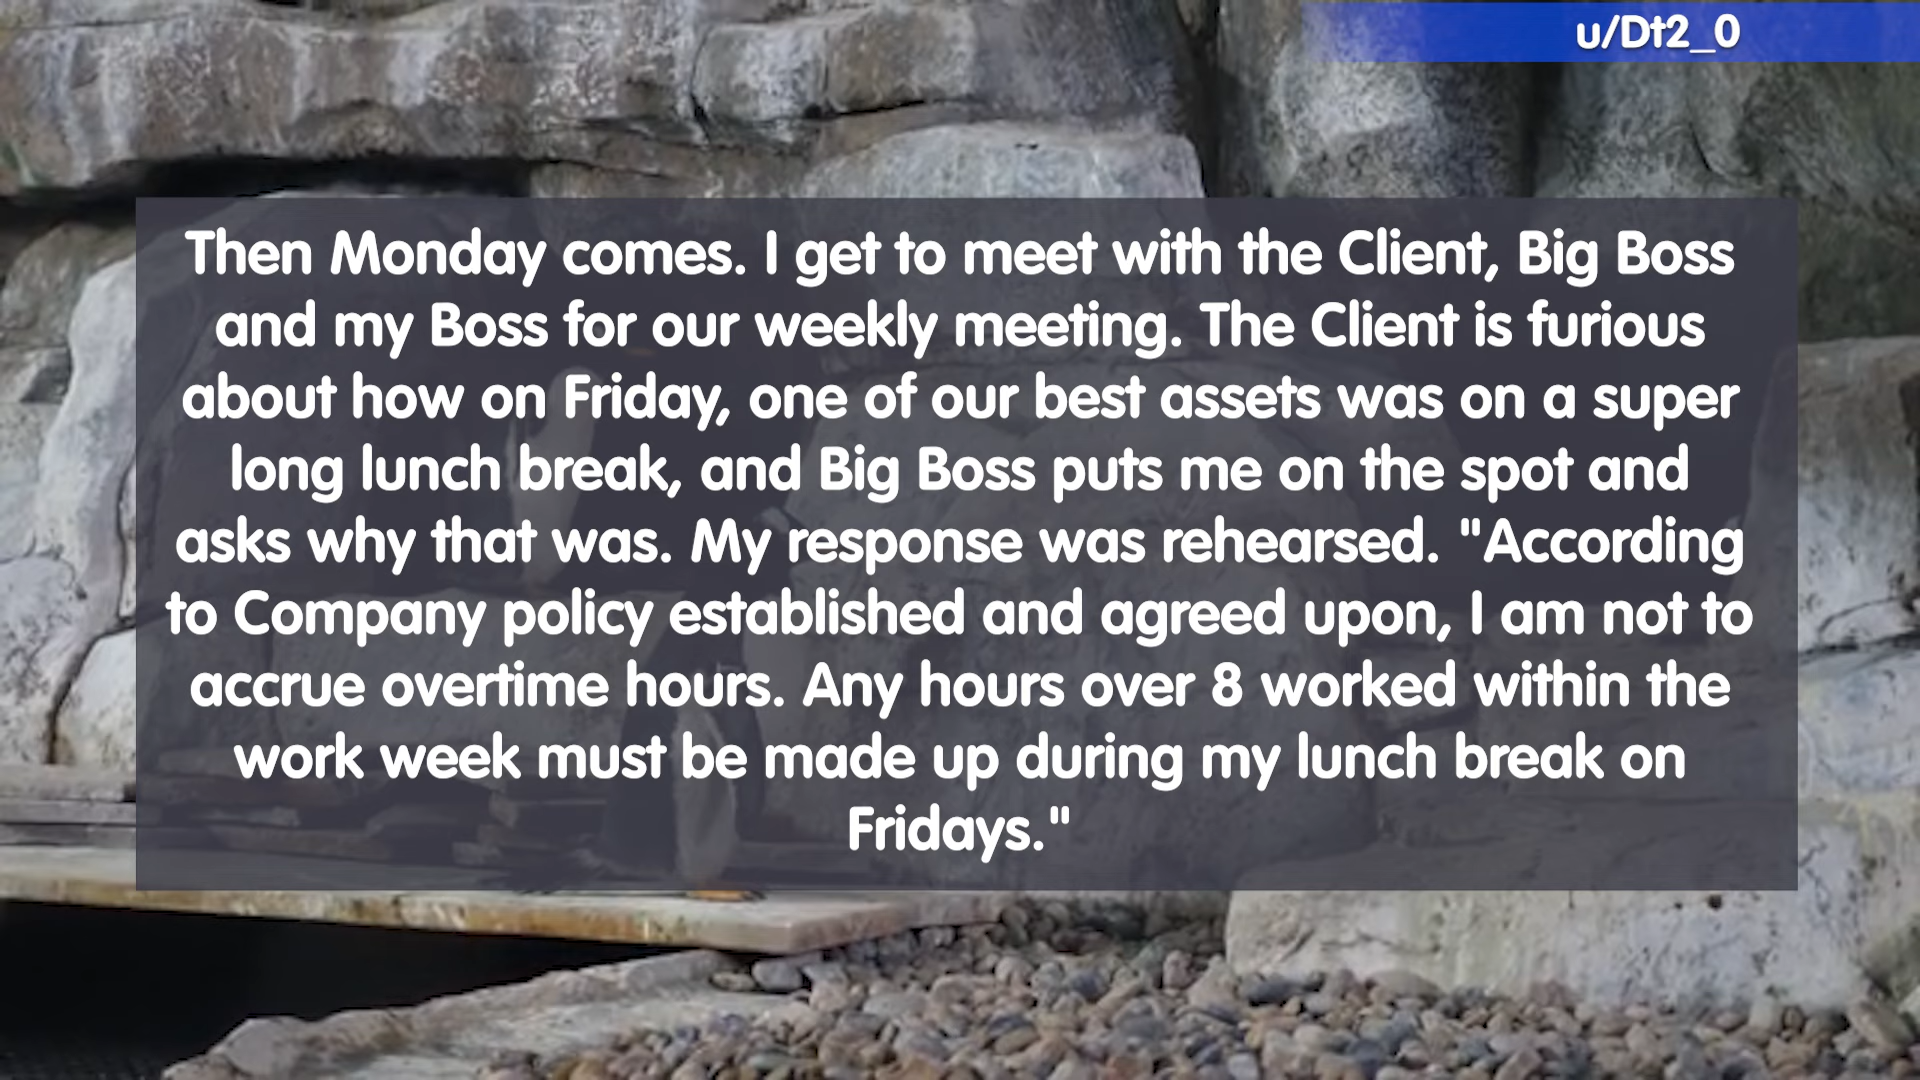 u/Dt2_0
Then Monday comes. I get to meet with the Client, Big Boss
and my Boss for our weekly meeting. The Client is furious
about how on Friday, one of our best assets was on a super
long lunch break, and Big Boss puts me on the spot and
asks why that was. My response was rehearsed. "According
to Company policy established and agreed upon, I am not to
accrue overtime hours. Any hours over 8 worked within the
work week must be made up during my lunch break on
Fridays."